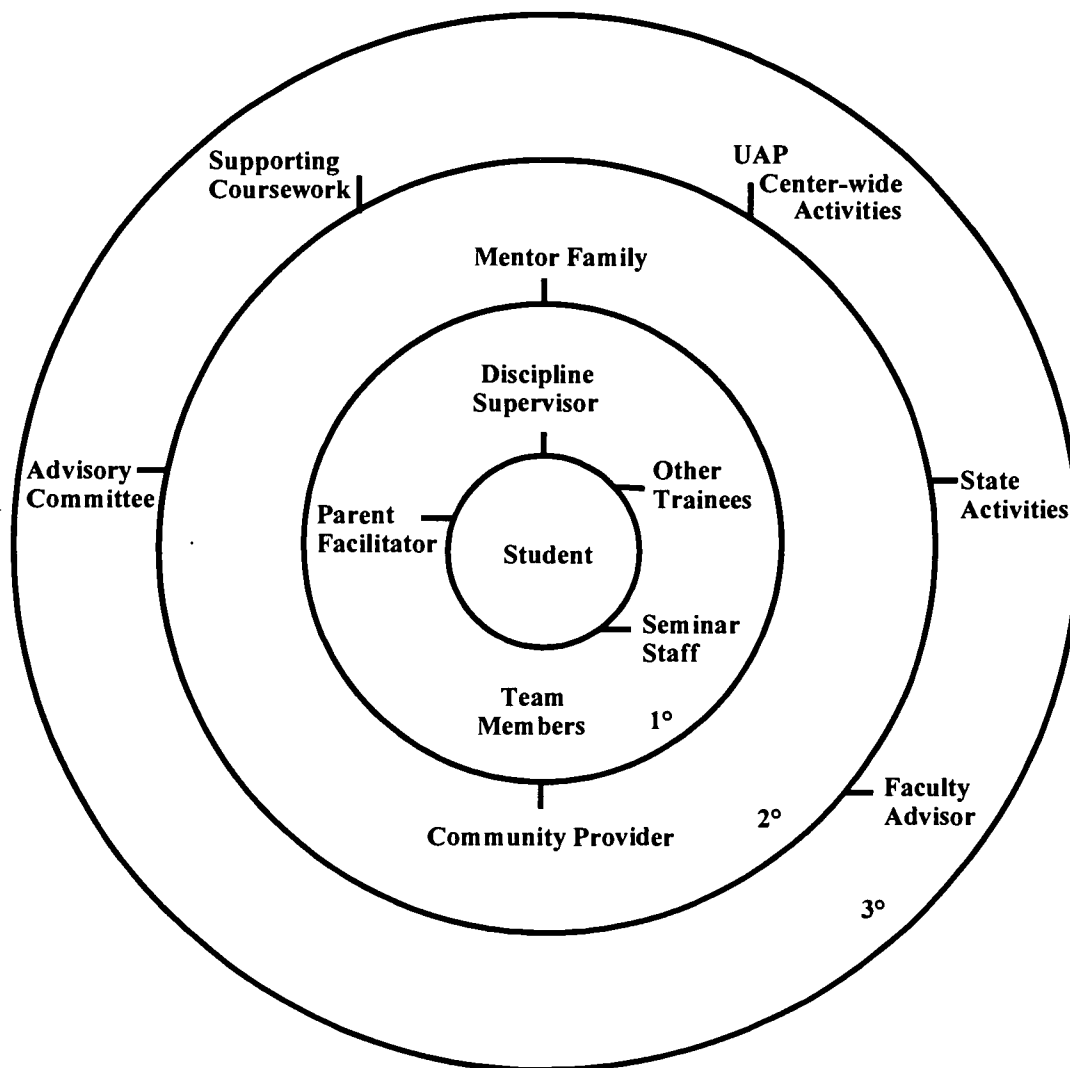 Supporting
Coursework
UAP
Center-wide
Activities
Mentor Family
Discipline
Supervisor
Advisory
Committee
Other
Trainees
State
Activities
Parent
Facilitator
Student
Seminar
Staff
Team
Members
1°
Faculty
Advisor
2°
Community Provider
3°